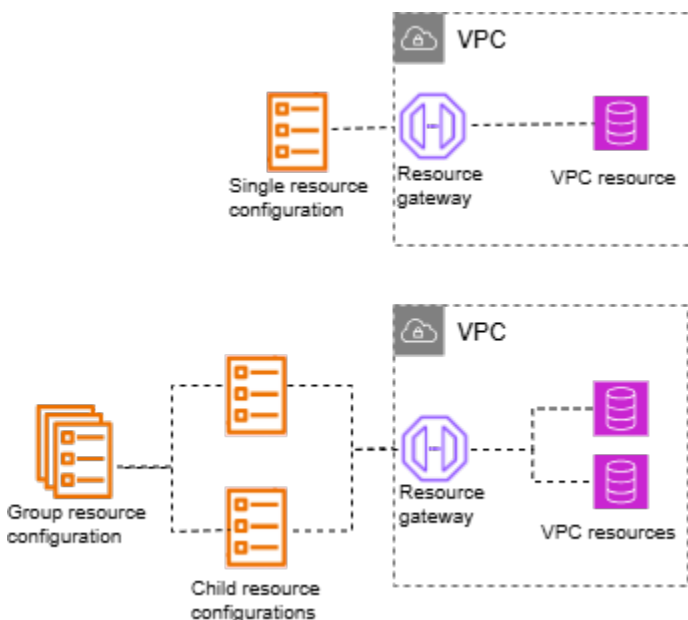 VPC
Single resource
configuration
Resource
gateway
VPC resource
VPC
Group resource
configuration
Child resource
configurations
Resource
gateway
VPC resources